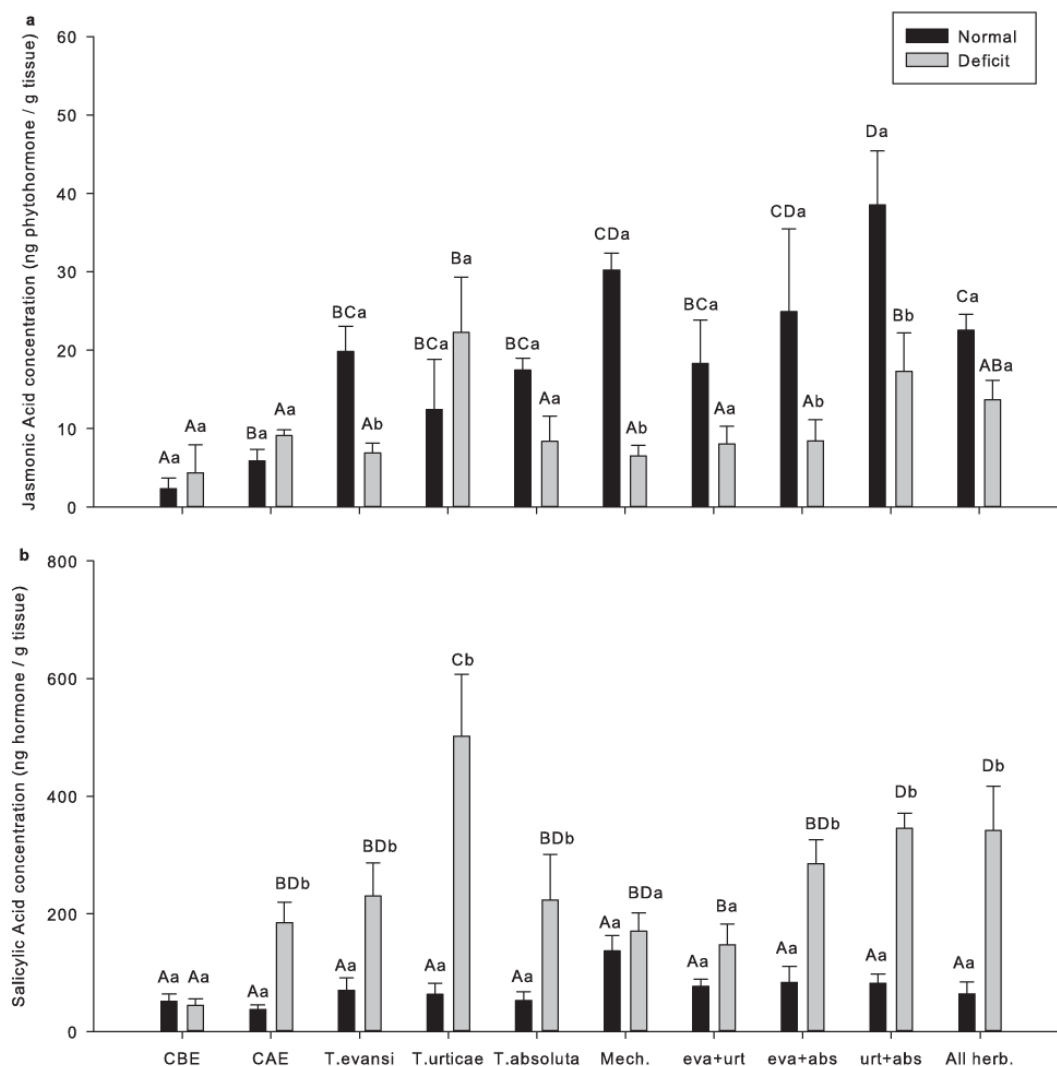 a
Normal
Deficit
Jasmonic Acid concentration (ng phytohormone / g tissue)
60
50
40
30
20
10
0
Aa
Aa
Ba
Aa
BCa
Ab
BCa
Ba
BCa
Aa
CDa
Ab
BCa
Aa
CDa
Ab
Da
Bb
Ca
ABa
b
Salicylic Acid concentration (ng hormone / g tissue)
800
600
400
200
0
Aa
Aa
Aa
BDb
Aa
BDb
Aa
Cb
Aa
BDb
Aa
BDa
Aa
Ba
Aa
BDb
Aa
Db
Aa
Db
CBE
CAE
T.evansi
T.urticae
T.absoluta
Mech.
eva+urt
eva+abs
urt+abs
All herb.